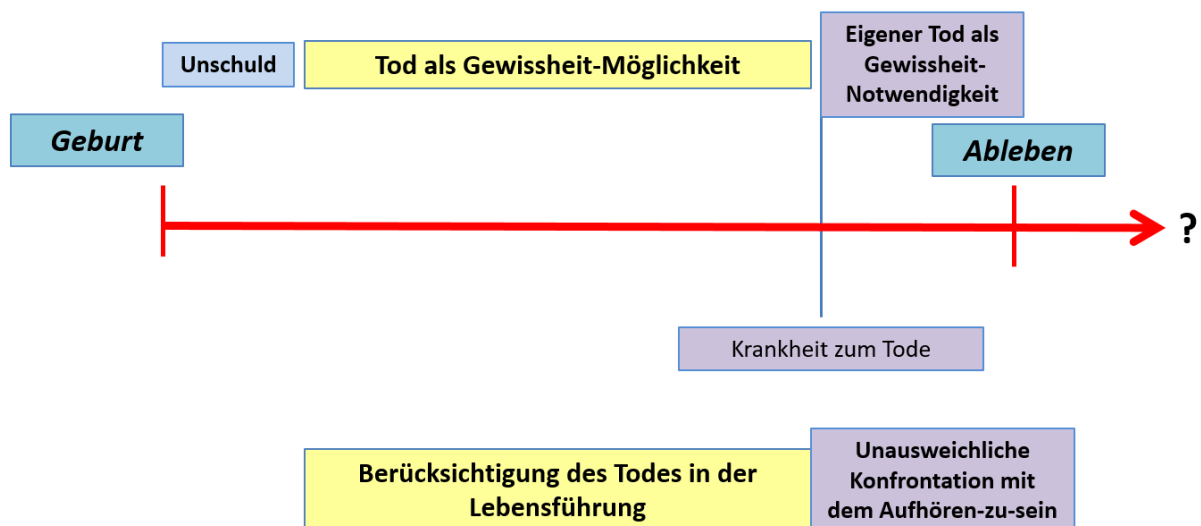 Unschuld
Tod als Gewissheit-Möglichkeit
Eigener Tod als
Gewissheit-
Notwendigkeit
Geburt
Ableben
?
Krankheit zum Tode
Berücksichtigung des Todes in der
Lebensführung
Unausweichliche
Konfrontation mit
dem Aufhören-zu-sein